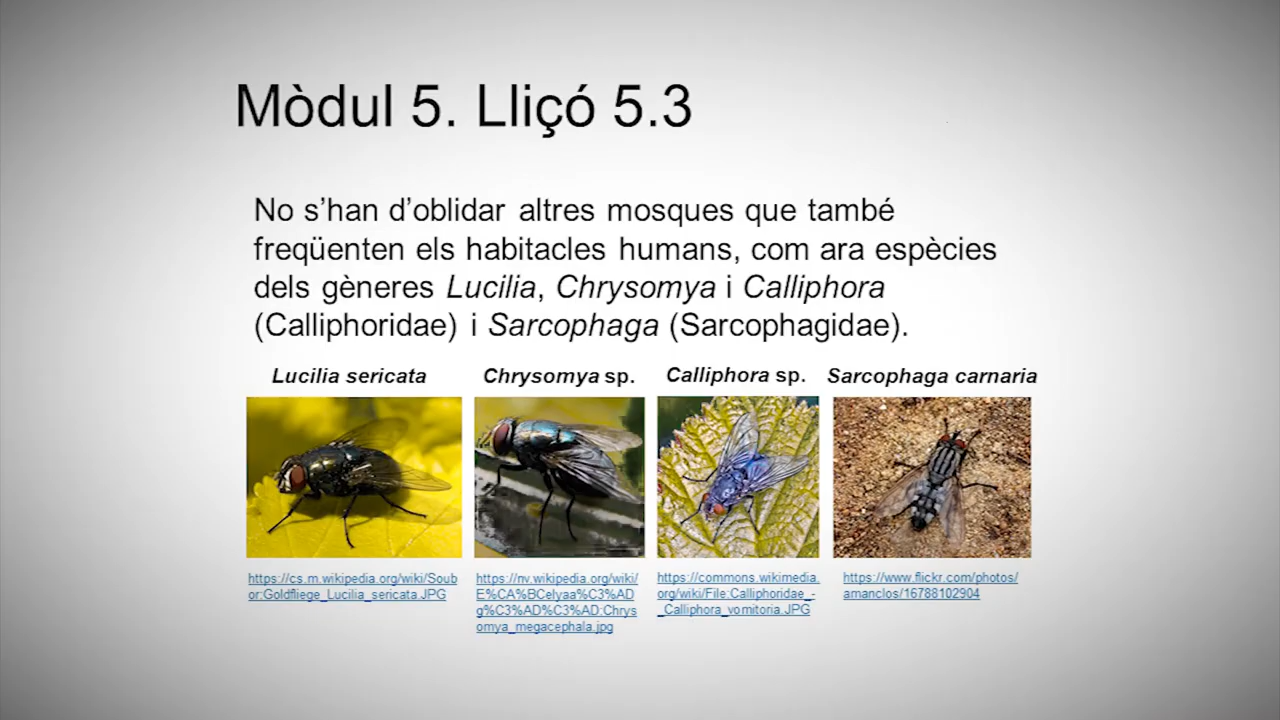 Mòdul 5. Lliçó 5.3
No s’han d’oblidar altres mosques que també
freqüenten els habitacles humans, com ara espècies
dels gèneres Lucilia, Chrysomya i Calliphora
(Calliphoridae) i Sarcophaga (Sarcophagidae).
Lucilia sericata
Chrysomya sp.
Calliphora sp.
Sarcophaga carnaria
https://cs.m.wikipedia.org/wiki/Soub
or:Goldfliege_Lucilia_sericata.JPG
https://nv.wikipedia.org/wiki/
E%CA%BCelyaa%C3%AD
g%C3%AD%C3%AD:Chrys
omya_megacephala.jpg
https://commons.wikimedia.
org/wiki/File:Calliphoridae_-
_Calliphora_vomitoria.JPG
https://www.flickr.com/photos/
amanclos/16788102904